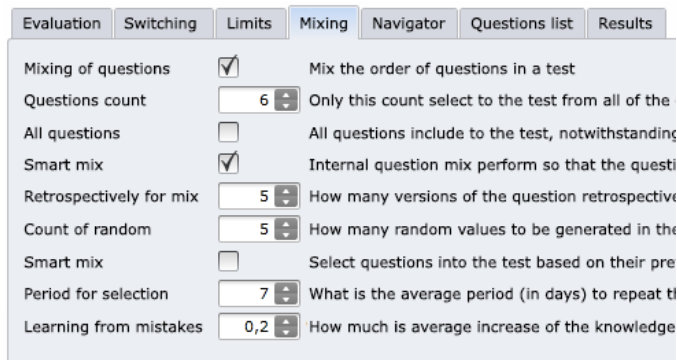 Evaluation Switching Limits Mixing Navigator Questions list Results
Mixing of questions Mix the order of questions in a test
Questions count 6 Only this count select to the test from all of the
All questions All questions include to the test, notwithstanding
Smart mix Internal question mix perform so that the questi
Retrospectively for mix 5 How many versions of the question retrospective
Count of random 5 How many random values to be generated in the
Smart mix Select questions into the test based on their pre
Period for selection 7 What is the average period (in days) to repeat th
Learning from mistakes 0,2 How much is average increase of the knowledge